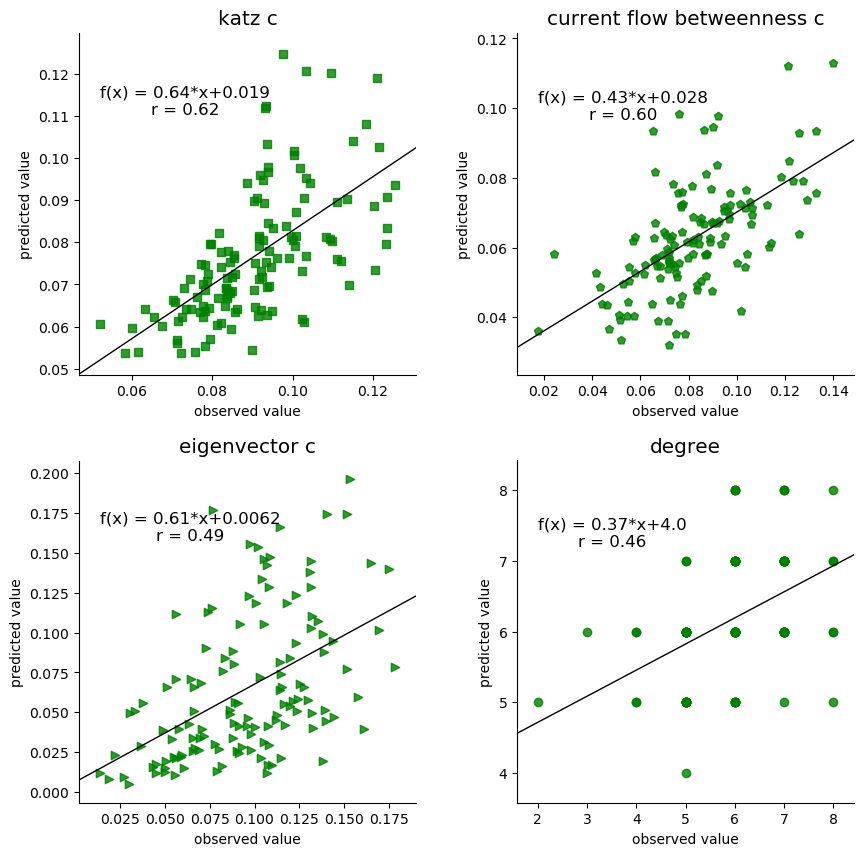 katz c
f(x) = 0.64*x+0.019
r = 0.62
predicted value
0.12
0.11
0.10
0.09
0.08
0.07
0.06
0.05
0.06
0.08
0.10
0.12
observed value
current flow betweenness c
f(x) = 0.43*x+0.028
r = 0.60
predicted value
0.12
0.10
0.08
0.06
0.04
0.02
0.04
0.06
0.08
0.10
0.12
0.14
observed value
eigenvector c
f(x) = 0.61*x+0.0062
r = 0.49
predicted value
0.200
0.175
0.150
0.125
0.100
0.075
0.050
0.025
0.000
0.025
0.050
0.075
0.100
0.125
0.150
0.175
observed value
degree
f(x) = 0.37*x+4.0
r = 0.46
predicted value
8
7
6
5
4
2
3
4
5
6
7
8
observed value